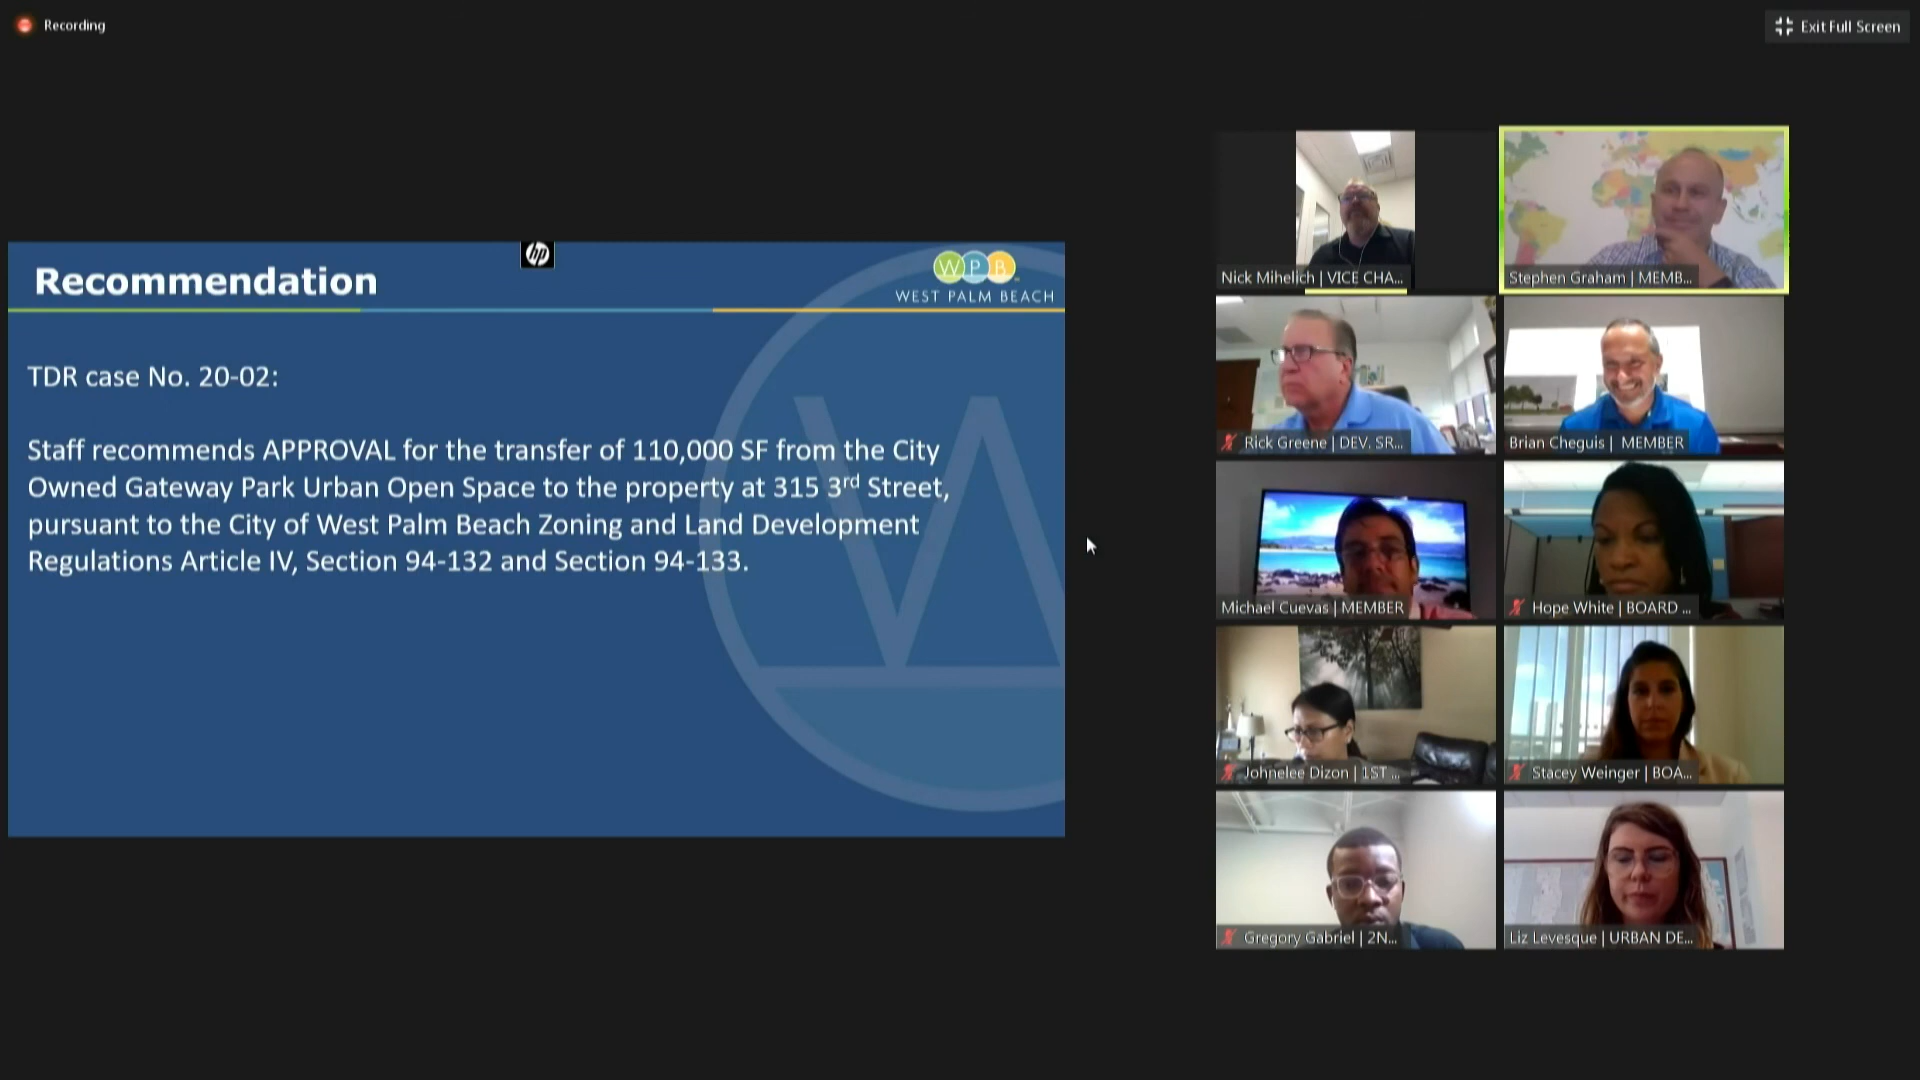 Recording
Exit Full Screen
hp
Recommendation
WPB
WEST PALM BEACH
TDR case No. 20-02:
Staff recommends APPROVAL for the transfer of 110,000 SF from the City
Owned Gateway Park Urban Open Space to the property at 315 3rd Street,
pursuant to the City of West Palm Beach Zoning and Land Development
Regulations Article IV, Section 94-132 and Section 94-133.
Nick Mihelich | VICE CHA...
Stephen Graham | MEMB...
Rick Greene | DEV. SR...
Brian Cheguis | MEMBER
Michael Cuevas | MEMBER
Hope White | BOARD ...
Johnelee Dizon | 1ST ...
Stacey Weinger | BOA...
Gregory Gabriel | 2N...
Liz Levesque | URBAN DE...